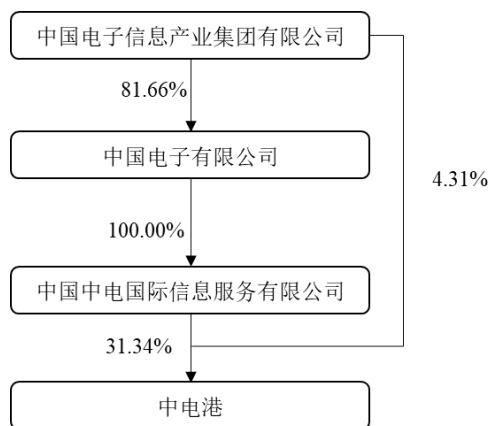 中国电子信息产业集团有限公司
81.66%
中国电子有限公司
4.31%
100.00%
中国中电国际信息服务有限公司
31.34%
中电港